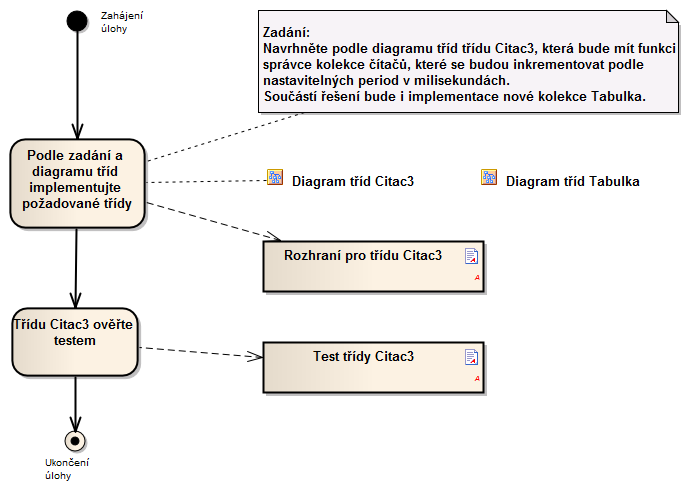 Zahájení
úlohy
Zadání:
Navrhněte podle diagramu tříd třídu Citac3, která bude mít funkci
správce kolekce čítačů, které se budou inkrementovat podle
nastavitelných period v milisekundách.
Součástí řešení bude i implementace nové kolekce Tabulka.
Podle zadání a
diagramu tříd
implementujte
požadované třídy
Diagram tříd Citac3
Diagram tříd Tabulka
Rozhraní pro třídu Citac3
A
Třídu Citac3 ověřte
testem
Test třídy Citac3
A
Ukončení
úlohy